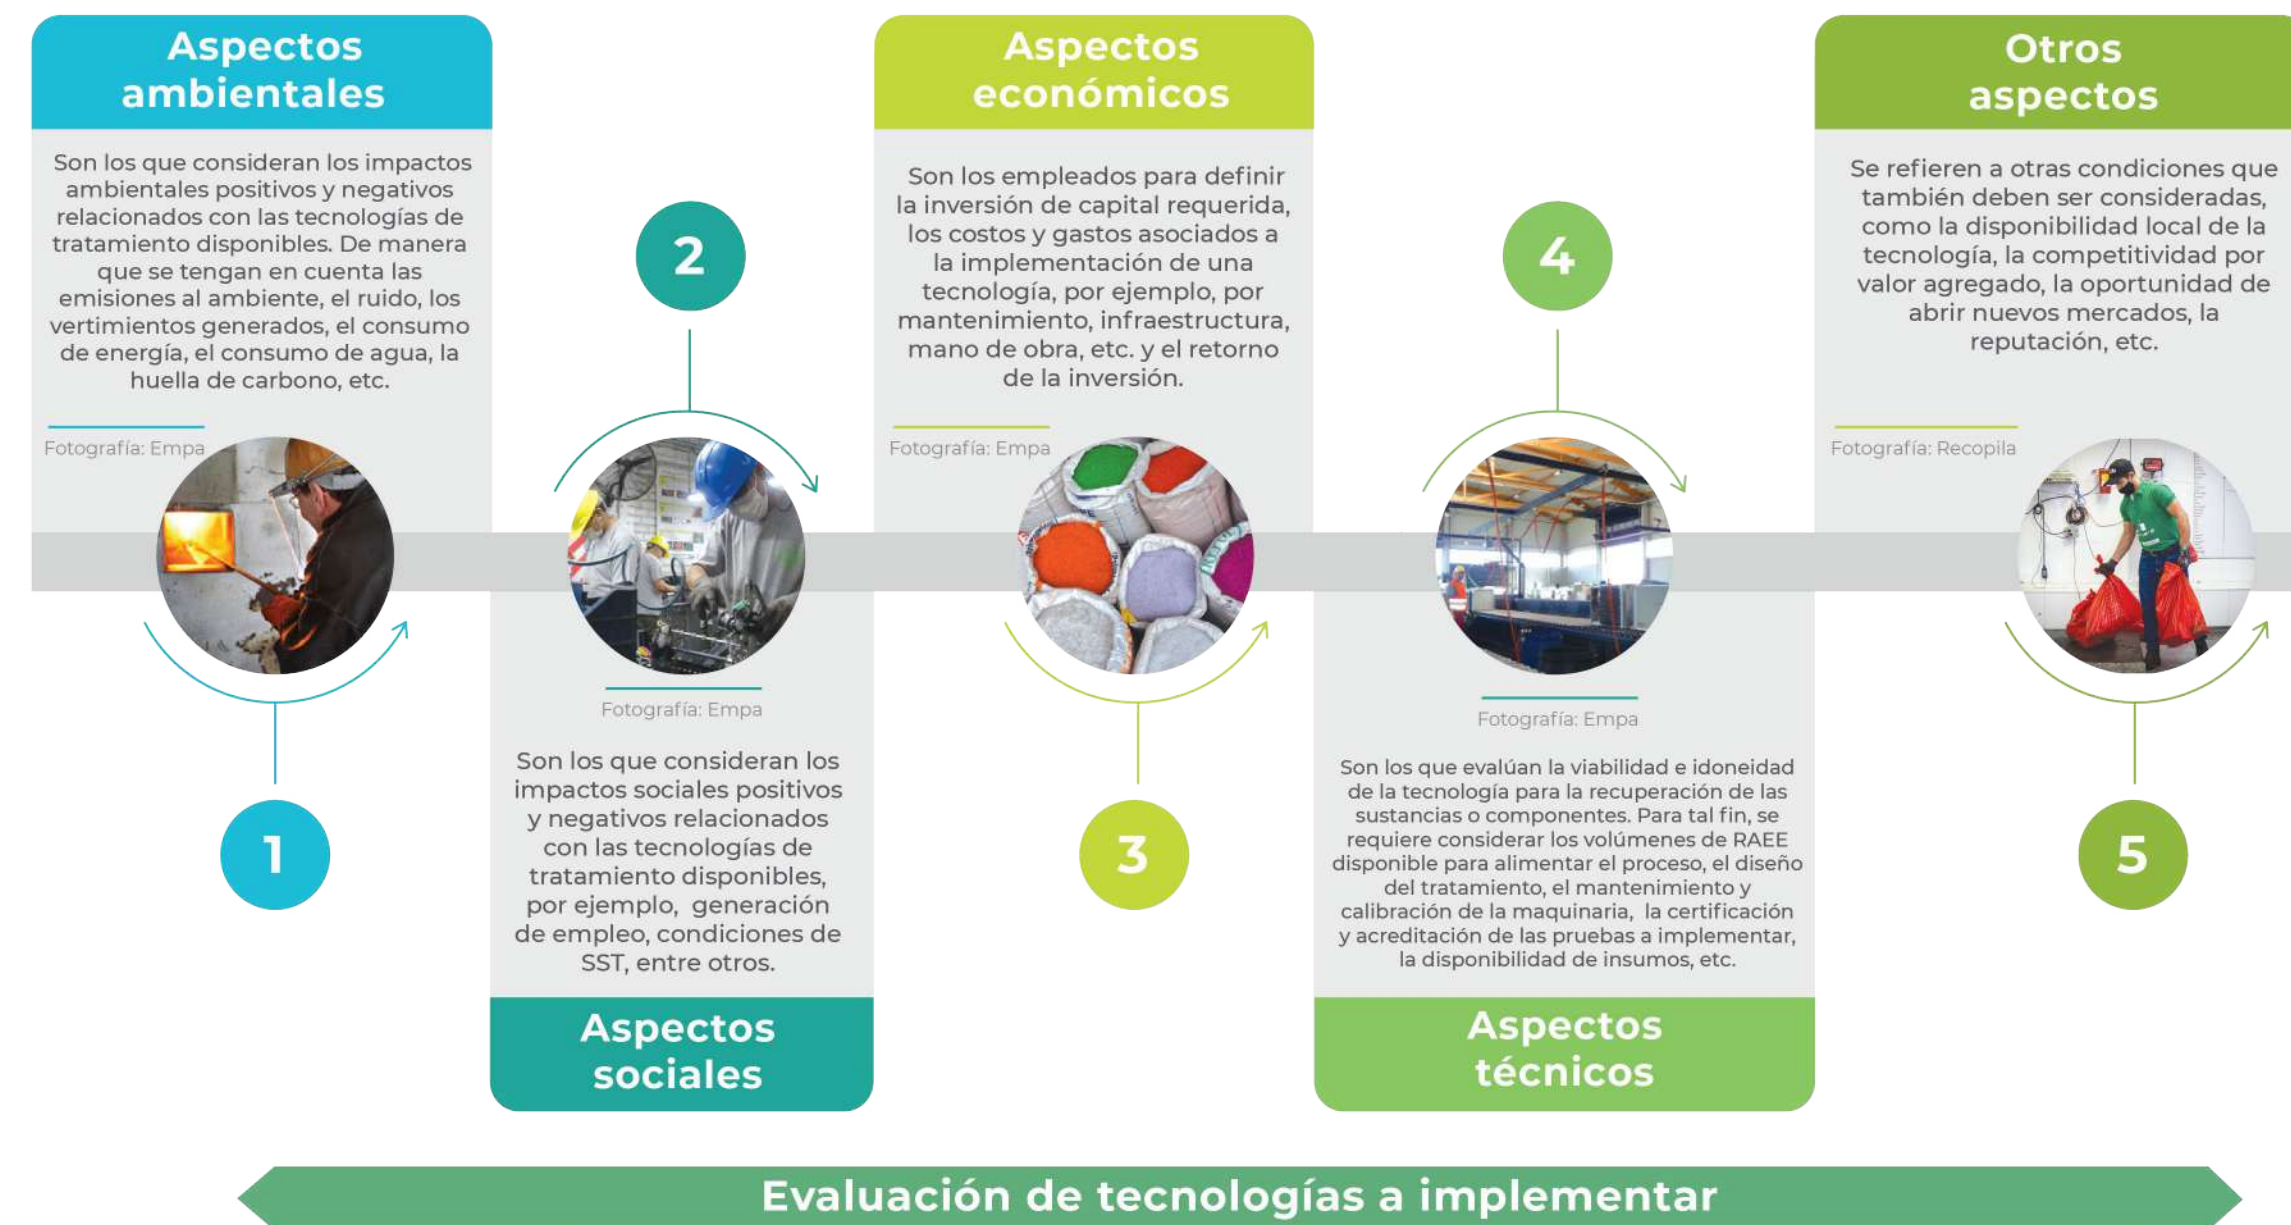 Aspectos
ambientales
Son los que consideran los impactos
ambientales positivos y negativos
relacionados con las tecnologías de
tratamiento disponibles. De manera
que se tengan en cuenta las
emisiones al ambiente, el ruido, los
vertimientos generados, el consumo
de energía, el consumo de agua, la
huella de carbono, etc.
Fotografía: Empa
1
2
Fotografía: Empa
Son los que consideran los
impactos sociales positivos
y negativos relacionados
con las tecnologías de
tratamiento disponibles,
por ejemplo, generación
de empleo, condiciones de
SST, entre otros.
Aspectos
sociales
Aspectos
económicos
Son los empleados para definir
la inversión de capital requerida,
los costos y gastos asociados a
la implementación de una
tecnología, por ejemplo, por
mantenimiento, infraestructura,
mano de obra, etc. y el retorno
de la inversión.
Fotografía: Empa
3
4
Fotografía: Empa
Son los que evalúan la viabilidad e idoneidad
de la tecnología para la recuperación de las
sustancias o componentes. Para tal fin, se
requiere considerar los volúmenes de RAEE
disponible para alimentar el proceso, el diseño
del tratamiento, el mantenimiento y
calibración de la maquinaria, la certificación
y acreditación de las pruebas a implementar,
la disponibilidad de insumos, etc.
Aspectos
técnicos
Otros
aspectos
Se refieren a otras condiciones que
también deben ser consideradas,
como la disponibilidad local de la
tecnología, la competitividad por
valor agregado, la oportunidad de
abrir nuevos mercados, la
reputación, etc.
Fotografía: Recopila
5
Evaluación de tecnologías a implementar